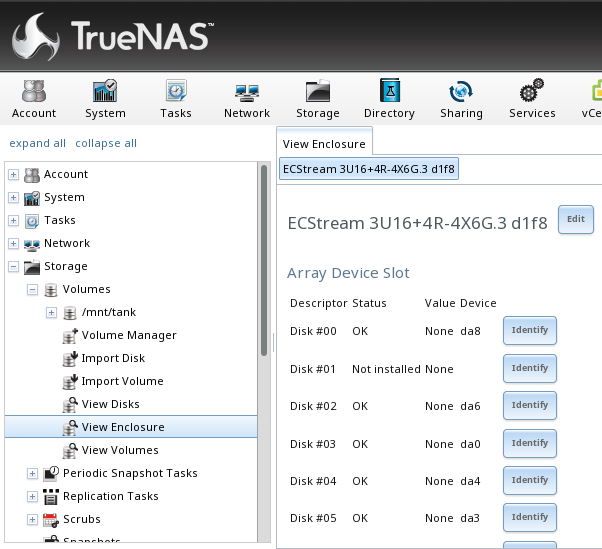 TrueNAS™
Account System Tasks Network Storage Directory Sharing Services vCe
expand all collapse all
Account
System
Tasks
Network
Storage
Volumes
/mnt/tank
Volume Manager
Import Disk
Import Volume
View Disks
View Enclosure
View Volumes
Periodic Snapshot Tasks
Replication Tasks
Scrubs
Snapshots
View Enclosure
ECStream 3U16+4R-4X6G.3 d1f8
ECStream 3U16+4R-4X6G.3 d1f8 Edit
Array Device Slot
Descriptor Status Value Device
Disk #00 OK None da8 Identify
Disk #01 Not installed None Identify
Disk #02 OK None da6 Identify
Disk #03 OK None da0 Identify
Disk #04 OK None da4 Identify
Disk #05 OK None da3 Identify